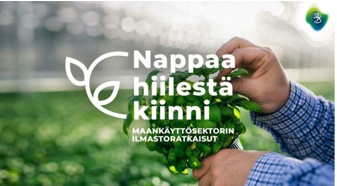 Nappaa
hiilestä
kiinni
MAANKÄYTTÖSEKTORIN
ILMASTORATKAISUT